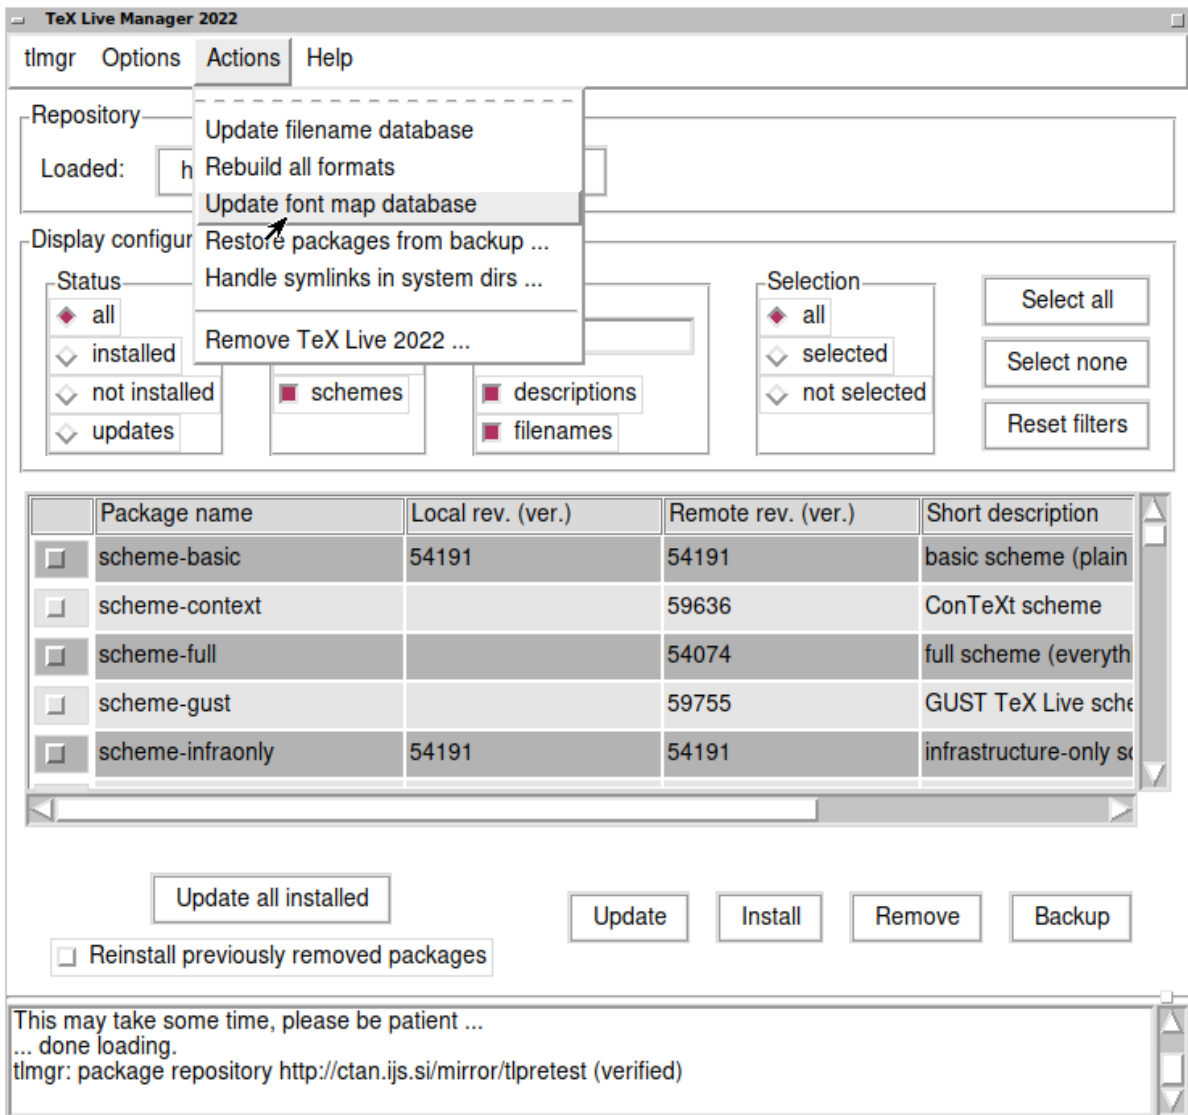 TeX Live Manager 2022
tlmgr Options Actions Help
Repository
Loaded:
Update filename database
Rebuild all formats
Update font map database
Restore packages from backup ...
Handle symlinks in system dirs ...
Remove TeX Live 2022 ...
Display configur
Status
all
installed
not installed
updates
schemes
descriptions
filenames
Selection
all
selected
not selected
Select all
Select none
Reset filters
Package name Local rev. (ver.) Remote rev. (ver.) Short description
scheme-basic 54191 54191 basic scheme (plain
scheme-context 59636 ConTeXt scheme
scheme-full 54074 full scheme (everyth
scheme-gust 59755 GUST TeX Live sche
scheme-infraonly 54191 54191 infrastructure-only sc
Update all installed
Reinstall previously removed packages
Update Install Remove Backup
This may take some time, please be patient ...
... done loading.
tlmgr: package repository http://ctan.ijs.si/mirror/tlpretest (verified)